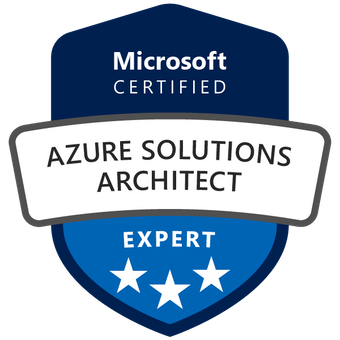 Microsoft
CERTIFIED
AZURE SOLUTIONS
ARCHITECT
EXPERT